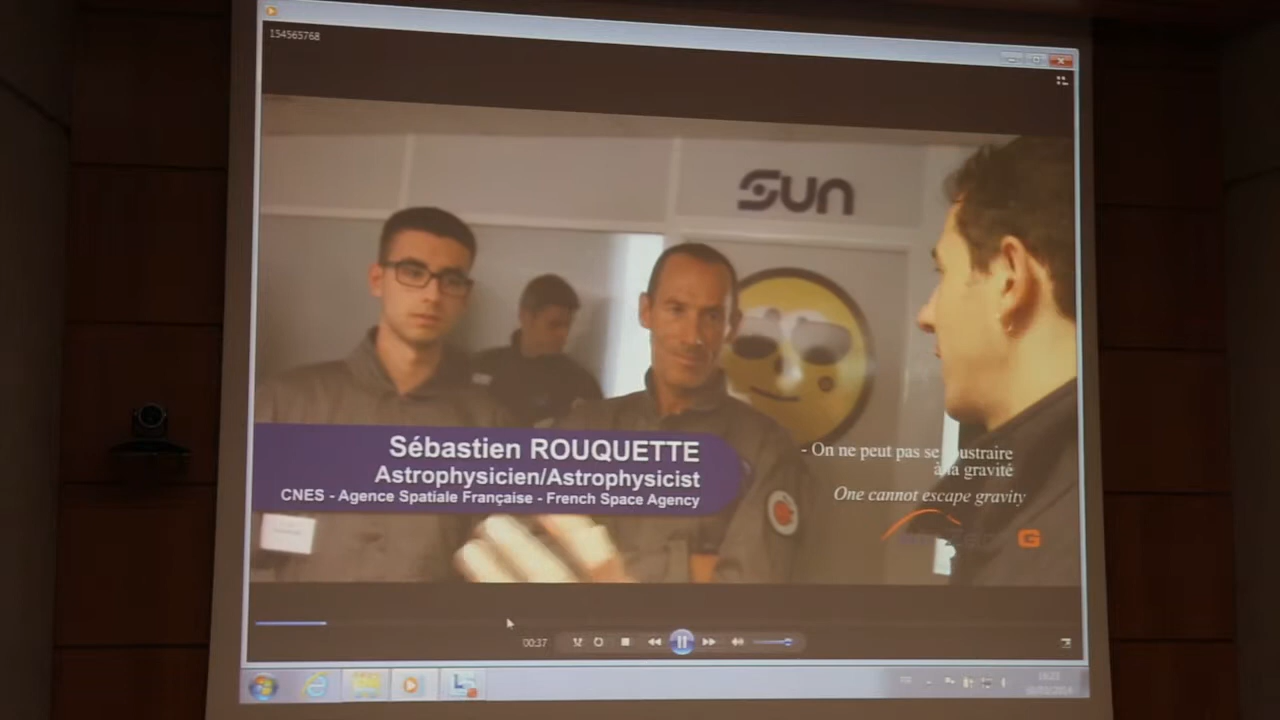 154565768
sun
Sébastien ROUQUETTE
Astrophysicien/Astrophysicist
CNES - Agence Spatiale Française - French Space Agency
- On ne peut pas se soustraire
à la gravité
One cannot escape gravity
G
00:37
FR